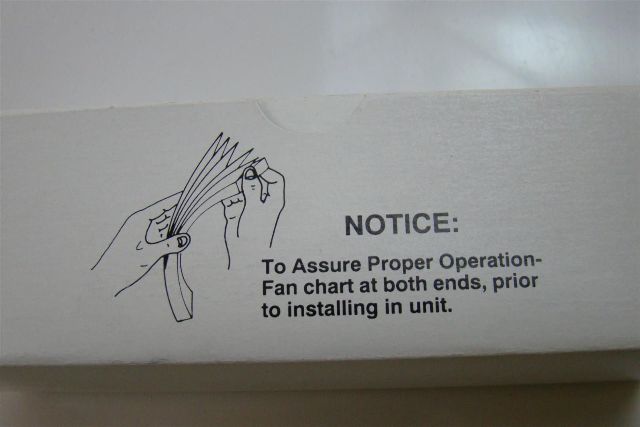 NOTICE:
To Assure Proper Operation-
Fan chart at both ends, prior
to installing in unit.